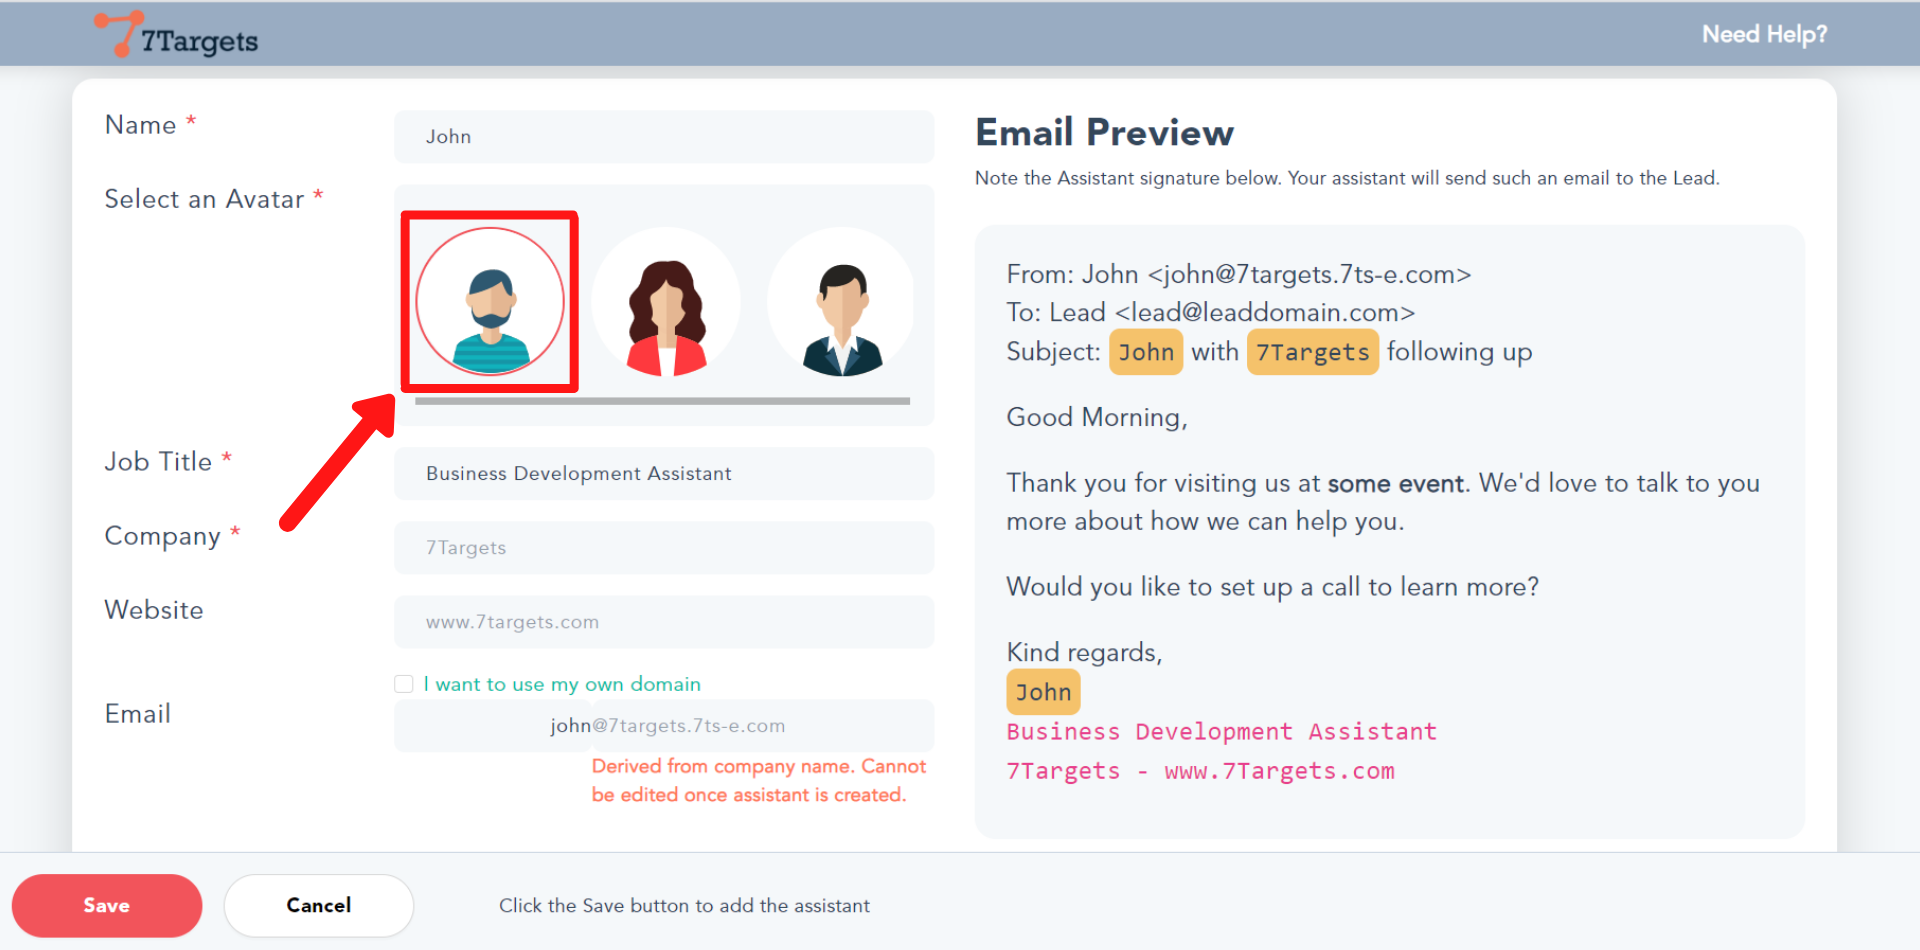 7Targets
Need Help?
Name *
John
Select an Avatar *
Job Title *
Business Development Assistant
Company *
7Targets
Website
www.7targets.com
I want to use my own domain
Email
john@7targets.7ts-e.com
Derived from company name. Cannot
be edited once assistant is created.
Email Preview
Note the Assistant signature below. Your assistant will send such an email to the Lead.
From: John <john@7targets.7ts-e.com>
To: Lead <lead@leaddomain.com>
Subject: John with 7Targets following up
Good Morning,
Thank you for visiting us at some event. We'd love to talk to you
more about how we can help you.
Would you like to set up a call to learn more?
Kind regards,
John
Business Development Assistant
7Targets - www.7Targets.com
Save
Cancel
Click the Save button to add the assistant